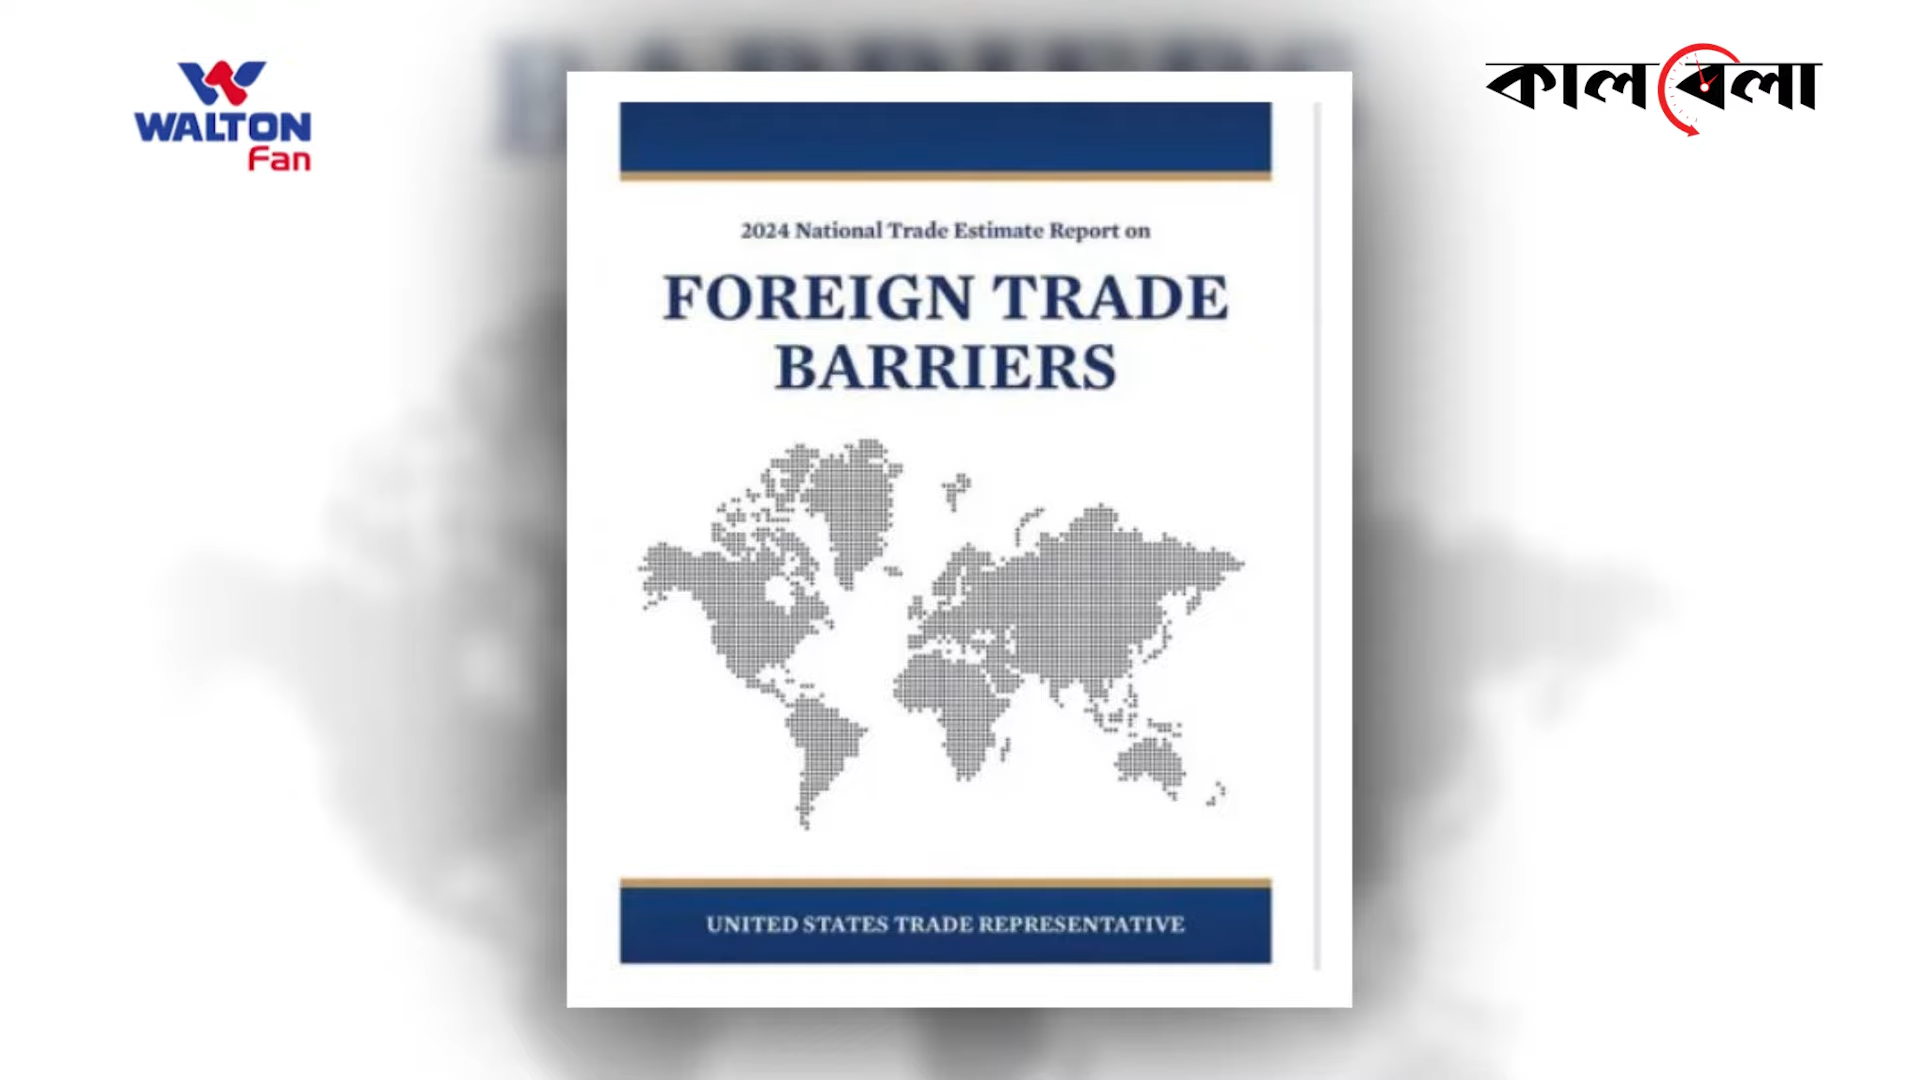 WALTON
Fan
কালবেলা
2024 National Trade Estimate Report on
FOREIGN TRADE
BARRIERS
UNITED STATES TRADE REPRESENTATIVE